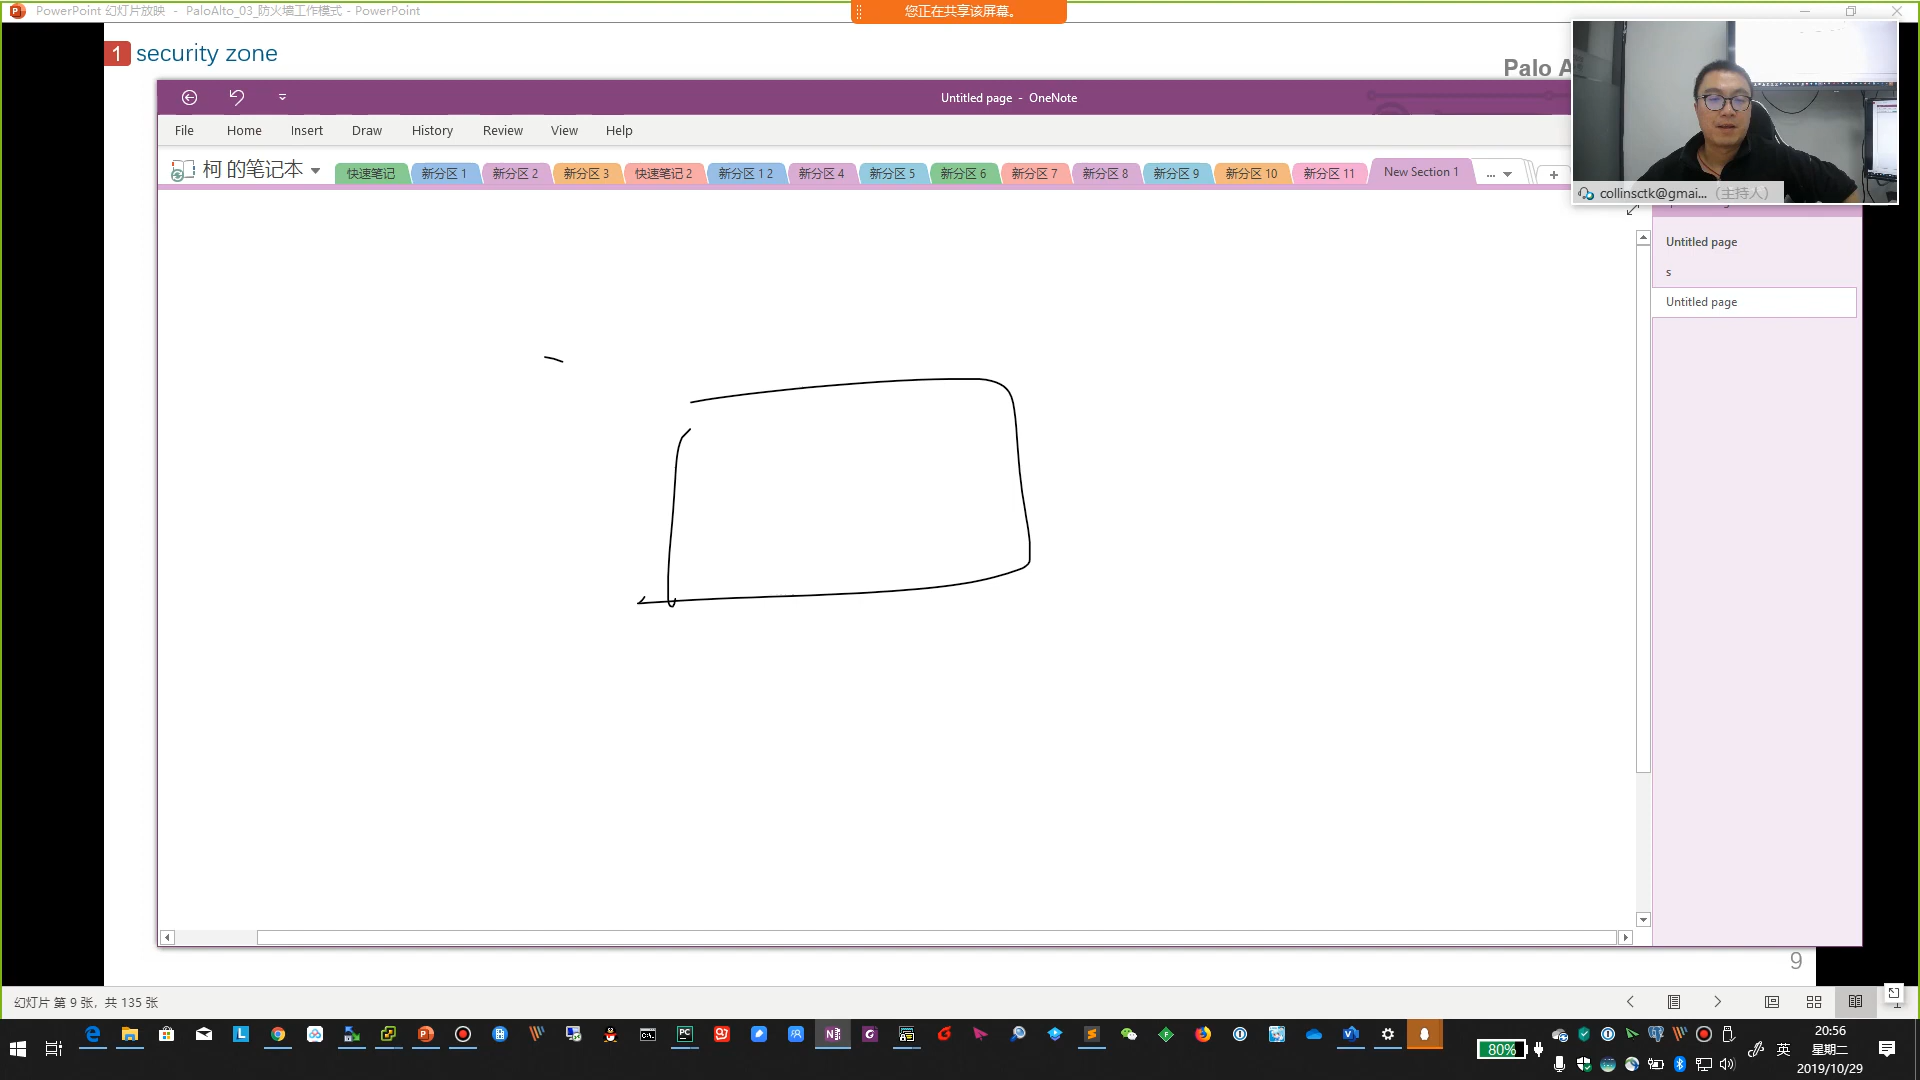 PowerPoint 幻灯片放映 - PaloAlto_03_防火墙工作模式 - PowerPoint
您正在共享该屏幕。
1 security zone
Palo A
Untitled page - OneNote
File Home Insert Draw History Review View Help
柯 的笔记本
快速笔记 新分区 1 新分区 2 新分区 3 快速笔记 2 新分区 1 2 新分区 4 新分区 5 新分区 6 新分区 7 新分区 8 新分区 9 新分区 10 新分区 11 New Section 1 ...
collinsctk@gmai... (主持人)
Untitled page
s
Untitled page
9
幻灯片 第 9 张，共 135 张
80%
英
20:56
星期二
2019/10/29